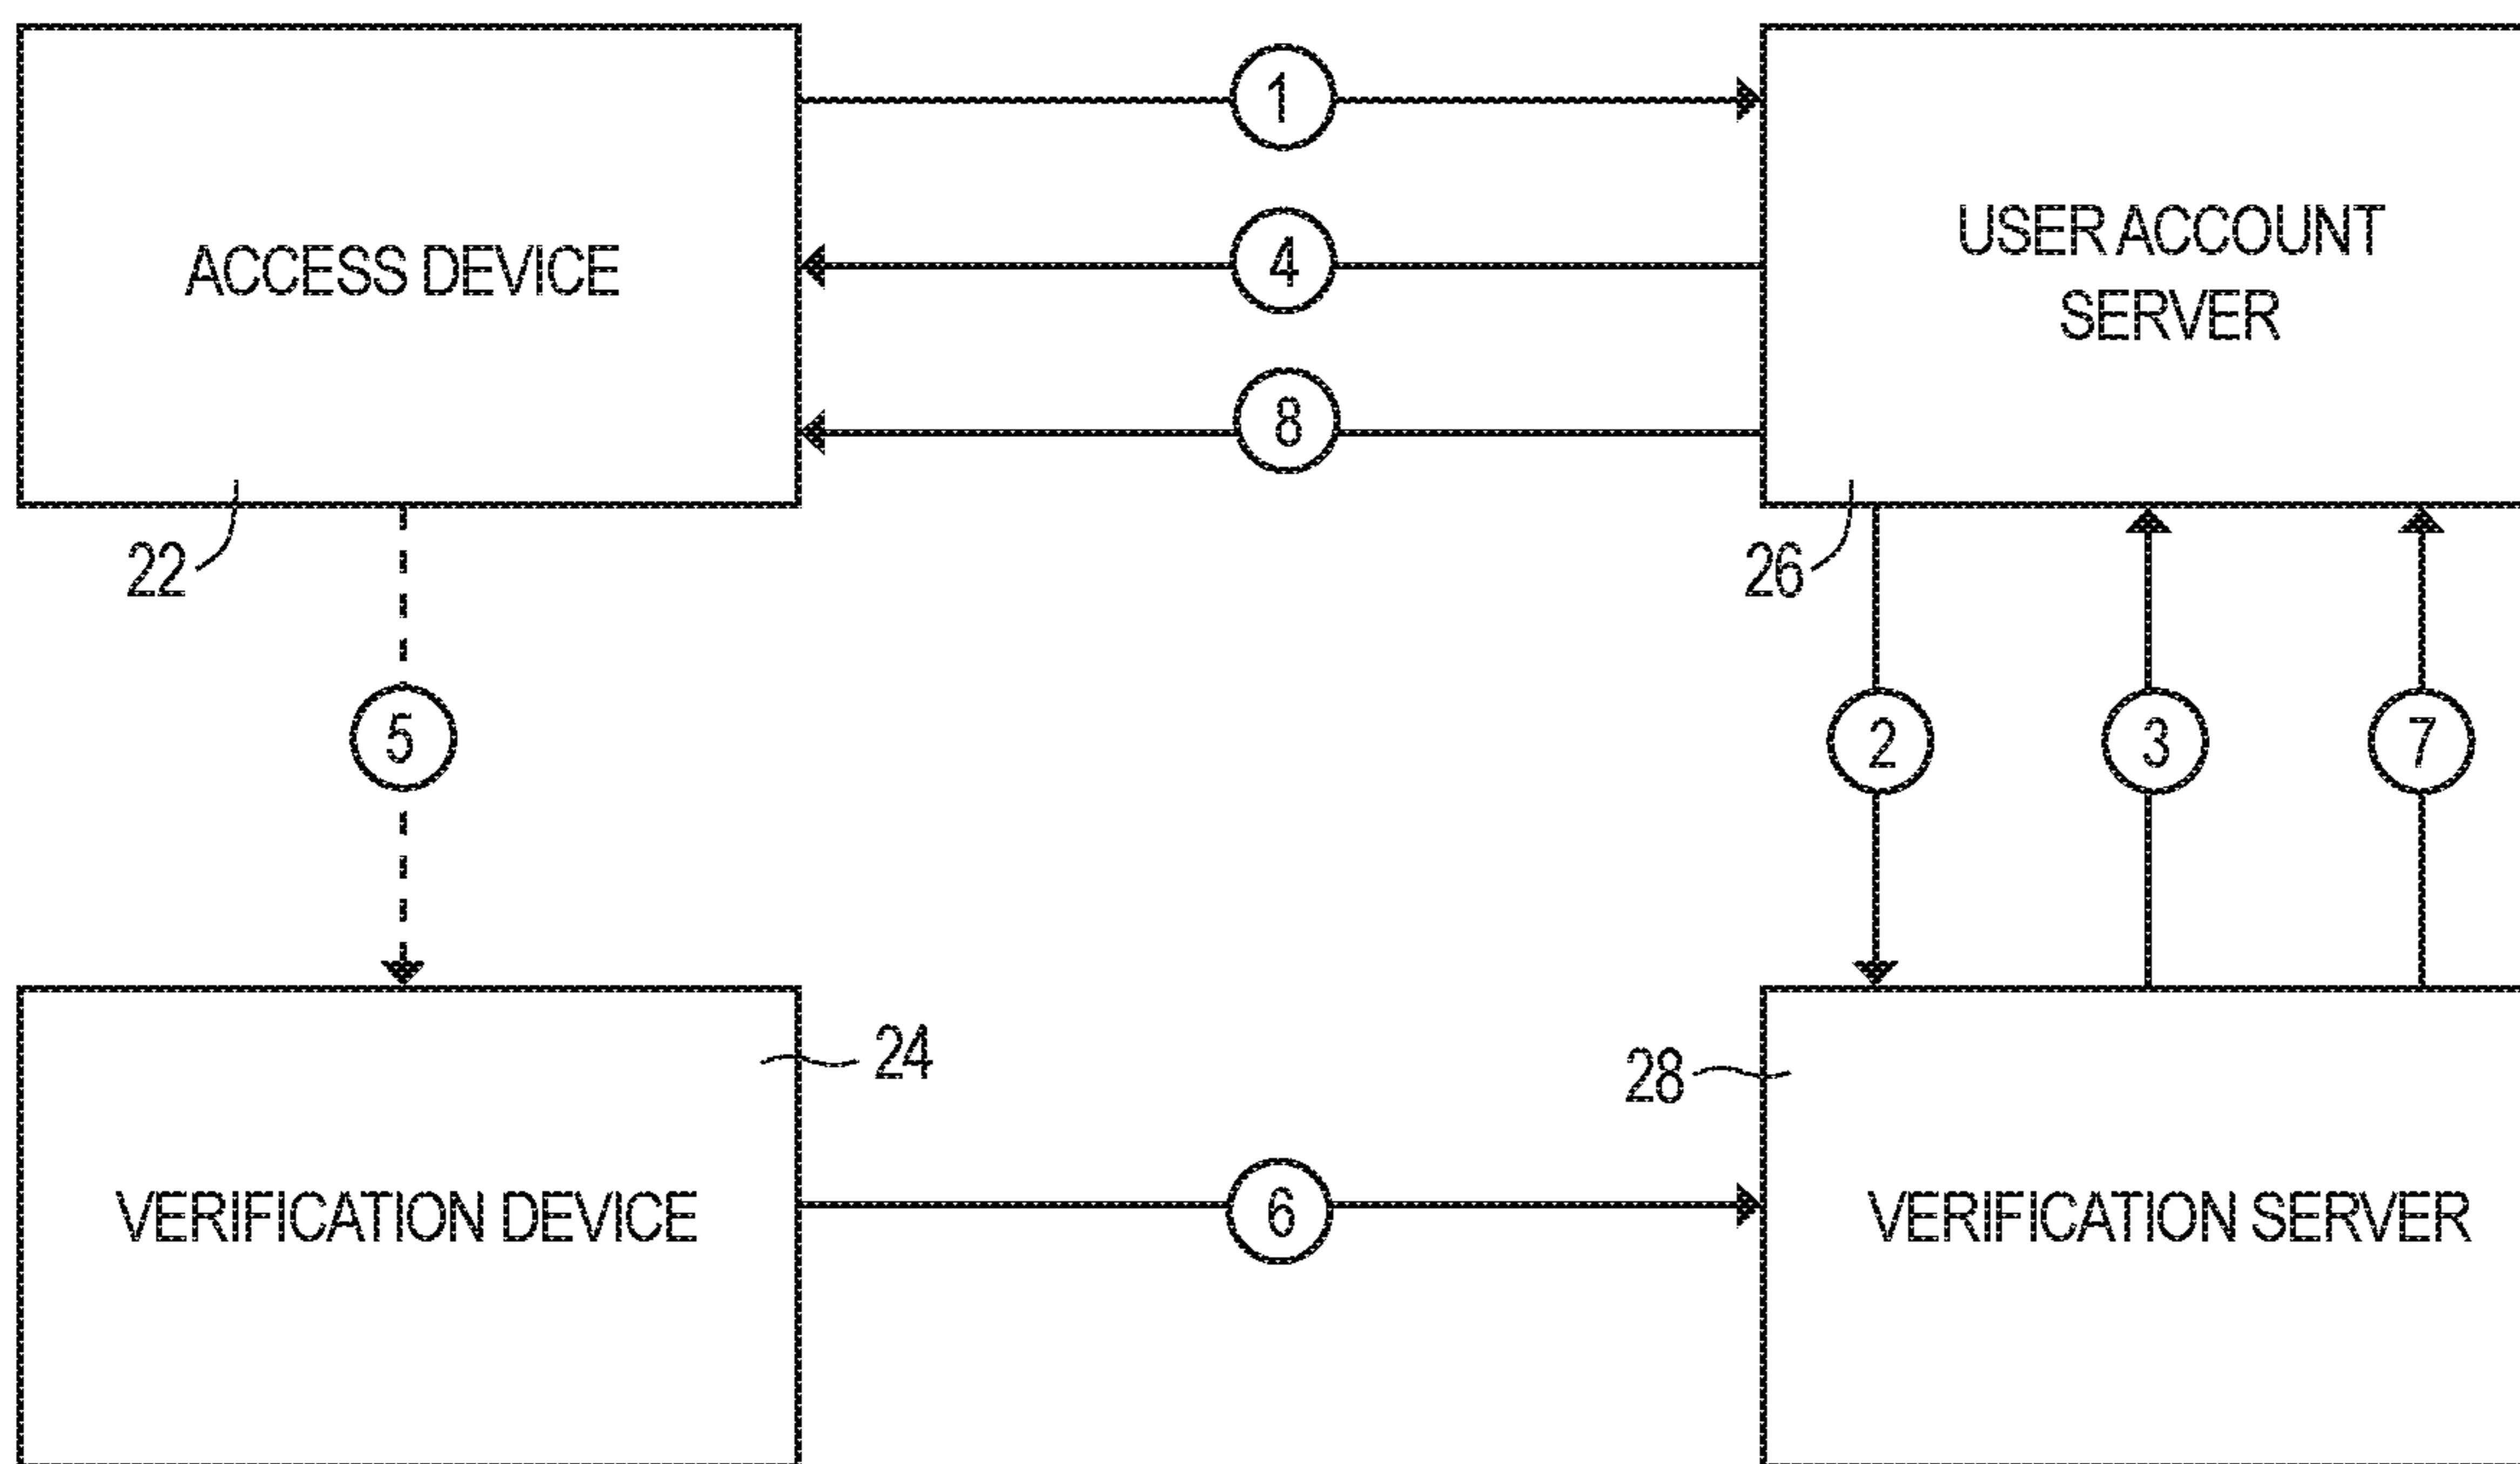 1
ACCESS DEVICE
4
USER ACCOUNT
SERVER
8
22
26
5
2
3
7
24
28
VERIFICATION DEVICE
6
VERIFICATION SERVER